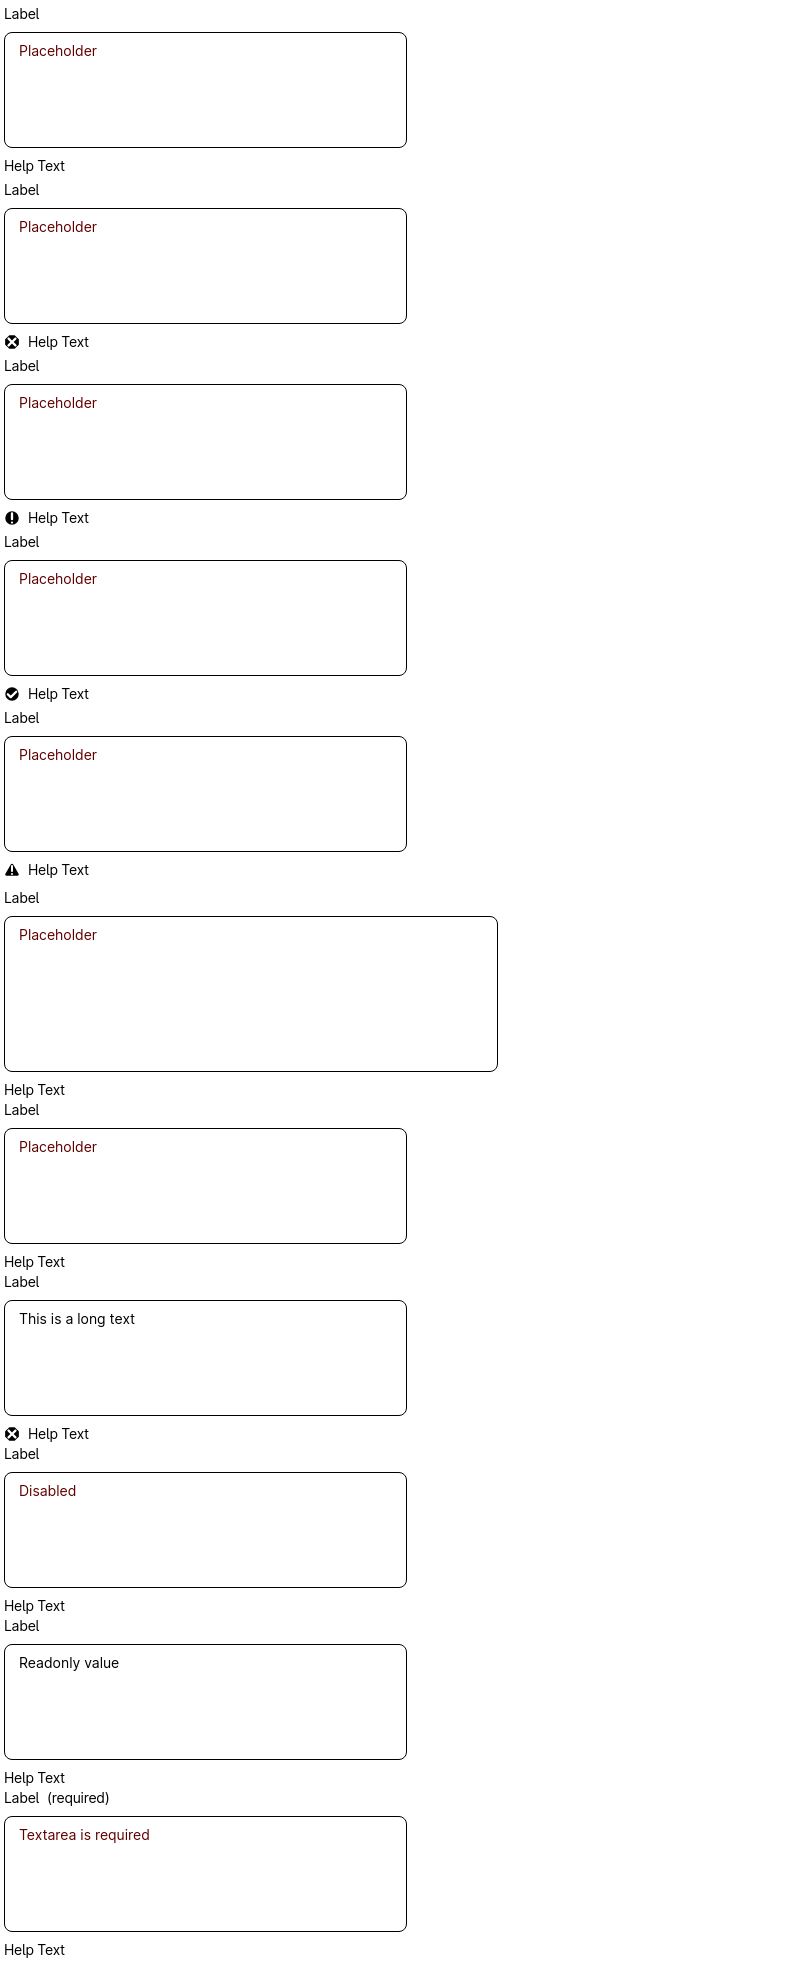 Label
Placeholder
Help Text
Label
Placeholder
Help Text
Label
Placeholder
Help Text
Label
Placeholder
Help Text
Label
Placeholder
Help Text
Label
Placeholder
Help Text
Label
Placeholder
Help Text
Label
This is a long text
Help Text
Label
Disabled
Help Text
Label
Readonly value
Help Text
Label (required)
Textarea is required
Help Text